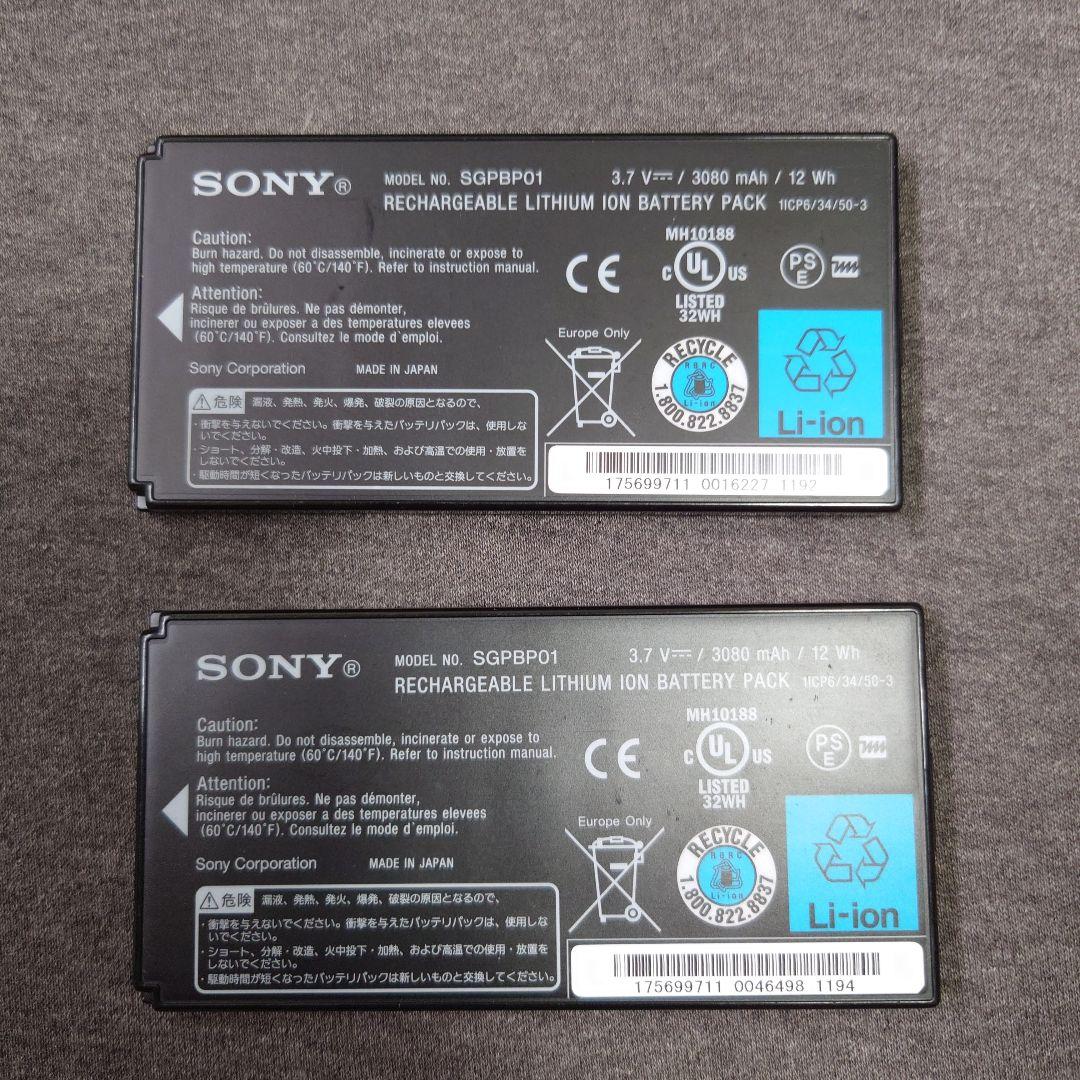 SONY® MODEL NO. SGPBP01 3.7 V⎓ / 3080 mAh / 12 Wh
RECHARGEABLE LITHIUM ION BATTERY PACK 1ICP6/34/50-3
Caution:
Burn hazard. Do not disassemble, incinerate or expose to
high temperature (60°C/140°F). Refer to instruction manual.
Attention:
Risque de brûlures. Ne pas démonter,
incinerer ou exposer a des temperatures elevees
(60°C/140°F). Consultez le mode d'emploi.
Sony Corporation MADE IN JAPAN
⚠危険 漏液、発熱、発火、爆発、破裂の原因となるので、
・衝撃を与えないでください。衝撃を与えたバッテリパックは、使用しな
いでください。
・ショート、分解・改造、火中投下・加熱、および高温での使用・放置を
しないでください。
・駆動時間が短くなったバッテリパックは新しいものと交換してください。
CE
MH10188
C UL US
LISTED
32WH
PS
E
Europe Only
RECYCLE
RBRC
Li-ion
1.800.822.8837
Li-ion
175699711 0016227 1192
SONY® MODEL NO. SGPBP01 3.7 V⎓ / 3080 mAh / 12 Wh
RECHARGEABLE LITHIUM ION BATTERY PACK 1ICP6/34/50-3
Caution:
Burn hazard. Do not disassemble, incinerate or expose to
high temperature (60°C/140°F). Refer to instruction manual.
Attention:
Risque de brûlures. Ne pas démonter,
incinerer ou exposer a des temperatures elevees
(60°C/140°F). Consultez le mode d'emploi.
Sony Corporation MADE IN JAPAN
⚠危険 漏液、発熱、発火、爆発、破裂の原因となるので、
・衝撃を与えないでください。衝撃を与えたバッテリパックは、使用しな
いでください。
・ショート、分解・改造、火中投下・加熱、および高温での使用・放置を
しないでください。
・駆動時間が短くなったバッテリパックは新しいものと交換してください。
CE
MH10188
C UL US
LISTED
32WH
PS
E
Europe Only
RECYCLE
RBRC
Li-ion
1.800.822.8837
Li-ion
175699711 0046498 1194